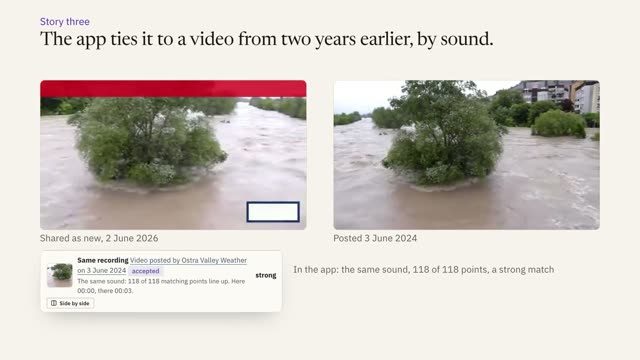 Story three
The app ties it to a video from two years earlier, by sound.
Shared as new, 2 June 2026
Posted 3 June 2024
Same recording Video posted by Ostra Valley Weather
on 3 June 2024 accepted
strong
The same sound: 118 of 118 matching points line up. Here
00:00, there 00:03.
Side by side
In the app: the same sound, 118 of 118 points, a strong match